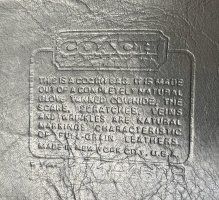 COACH
THIS IS A COACH BAG. IT IS MADE
OUT OF A COMPLETELY NATURAL
GLOVE TANNED COWHIDE, THE
SCARS, SCRATCHES, VEINS
AND WRINKLES ARE NATURAL
MARKINGS CHARACTERISTIC
OF FULL GRAIN LEATHERS.
MADE IN NEW YORK CITY, U.S.A.